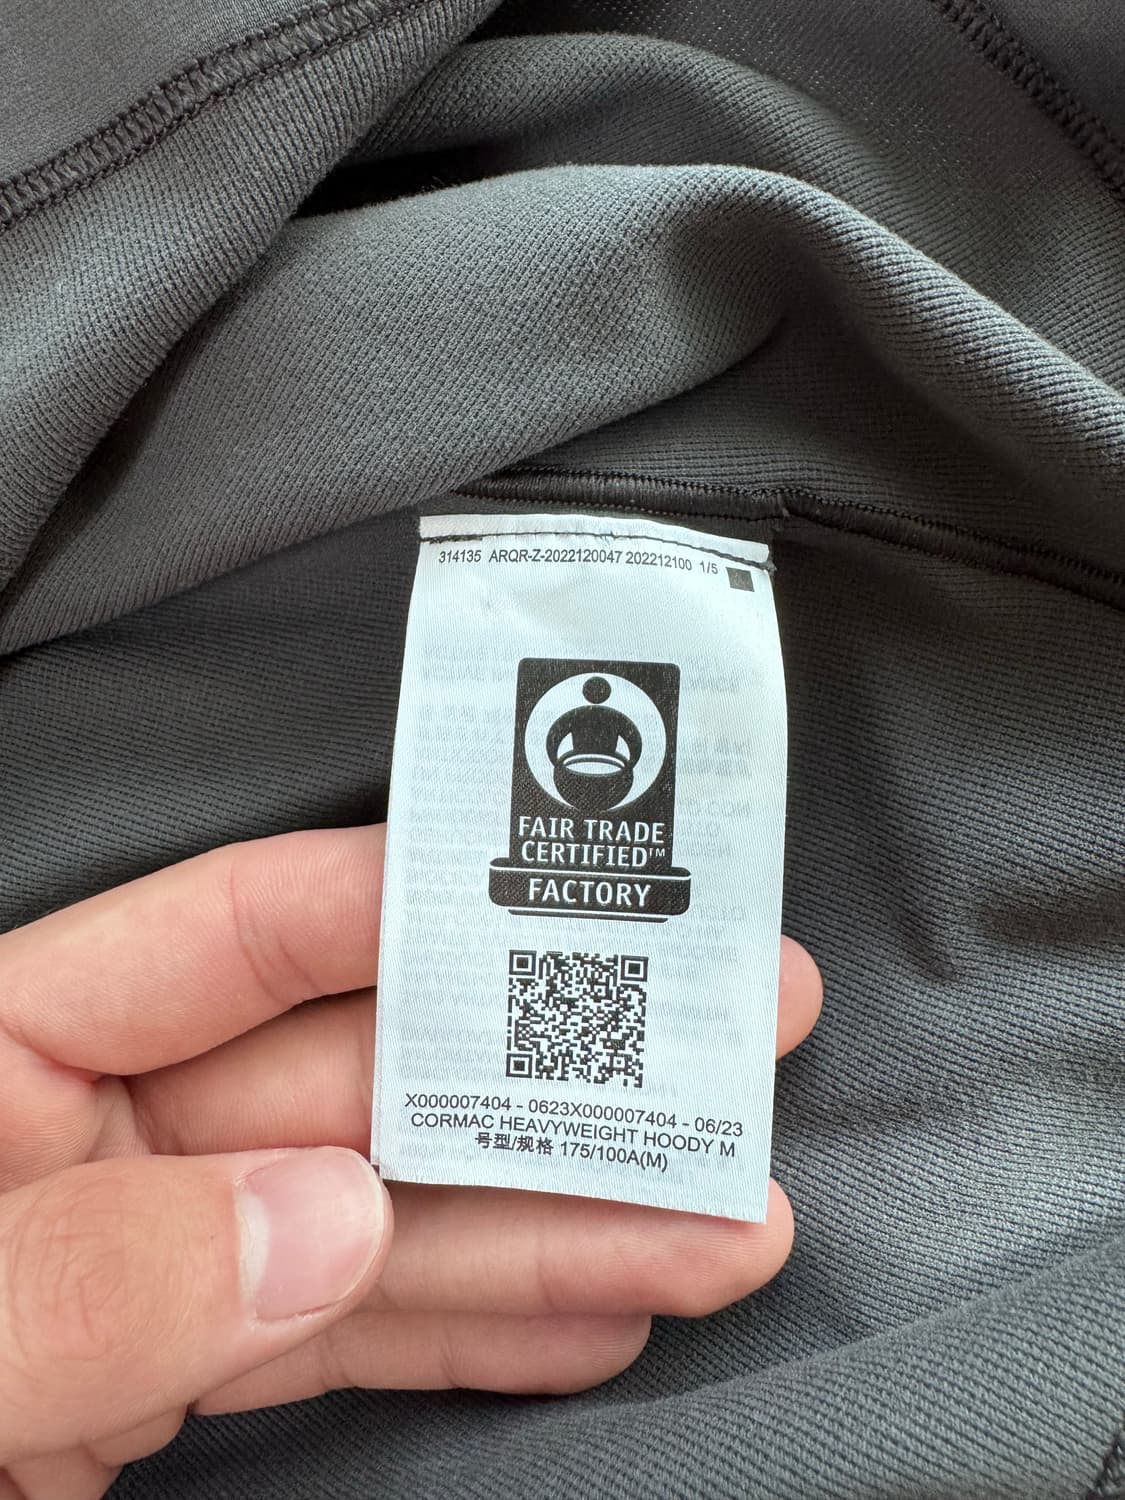 314135 ARQR-Z-2022120047 202212100 1/5
FAIR TRADE
CERTIFIED™
FACTORY
X000007404 - 0623X000007404 - 06/23
CORMAC HEAVYWEIGHT HOODY M
号型/规格 175/100A(M)